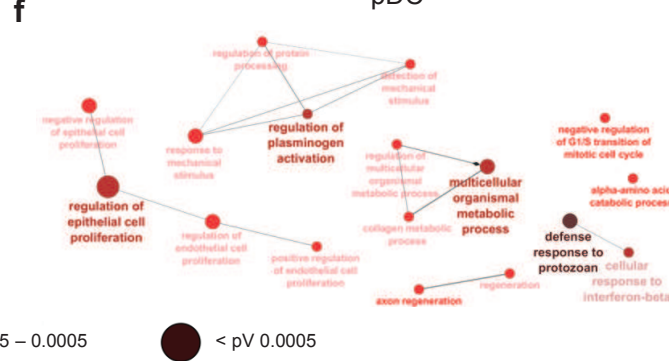 pDC
f
regulation of protein
processing
detection of
mechanical
stimulus
negative regulation
of epithelial cell
proliferation
regulation of
plasminogen
activation
response to
mechanical
stimulus
negative regulation
of G1/S transition of
mitotic cell cycle
regulation of
multicellular
organismal
metabolic process
multicellular
organismal
metabolic
process
alpha-amino acid
catabolic process
regulation of
epithelial cell
proliferation
collagen metabolic
process
regulation of
endothelial cell
proliferation
defense
response to
protozoan
positive regulation
of endothelial cell
proliferation
cellular
response to
interferon-beta
regeneration
axon regeneration
5 – 0.0005
< pV 0.0005